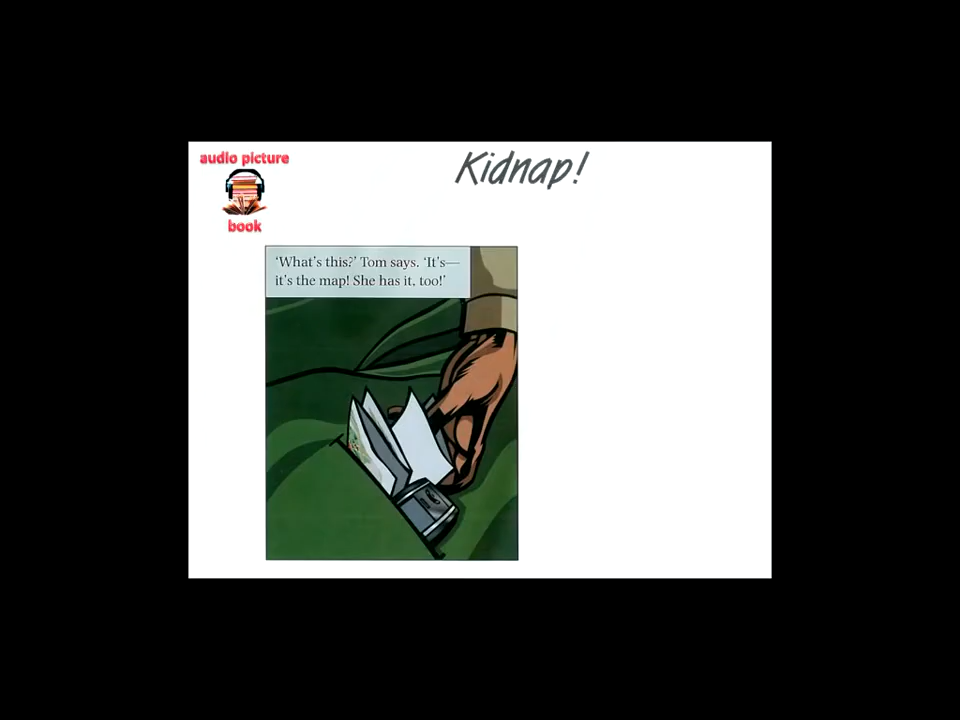 audio picture
book
Kidnap!
‘What’s this?’ Tom says. ‘It’s—
it’s the map! She has it, too!’